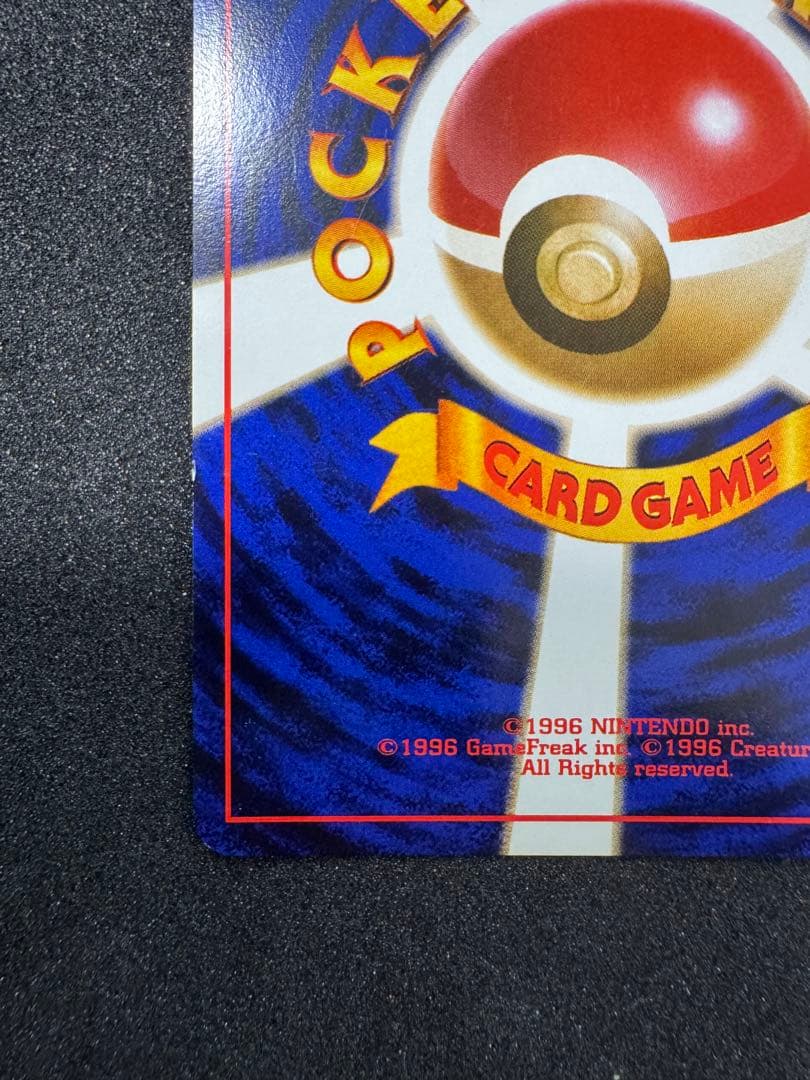 POCKE
CARD GAME
©1996 NINTENDO inc.
©1996 GameFreak inc. ©1996 Creatur
All Rights reserved.